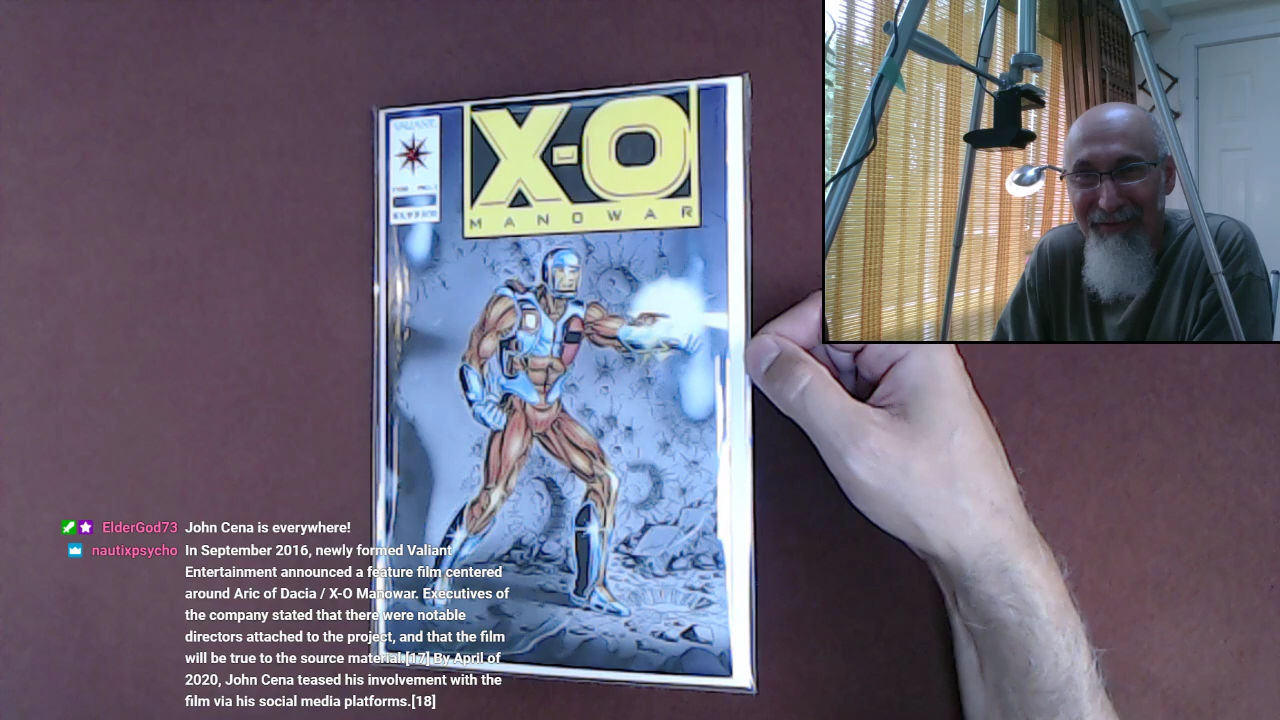 VALIANT
X-O
MANOWAR
ElderGod73 John Cena is everywhere!
nautixpsycho In September 2016, newly formed Valiant
Entertainment announced a feature film centered
around Aric of Dacia / X-O Manowar. Executives of
the company stated that there were notable
directors attached to the project, and that the film
will be true to the source material.[17] By April of
2020, John Cena teased his involvement with the
film via his social media platforms.[18]